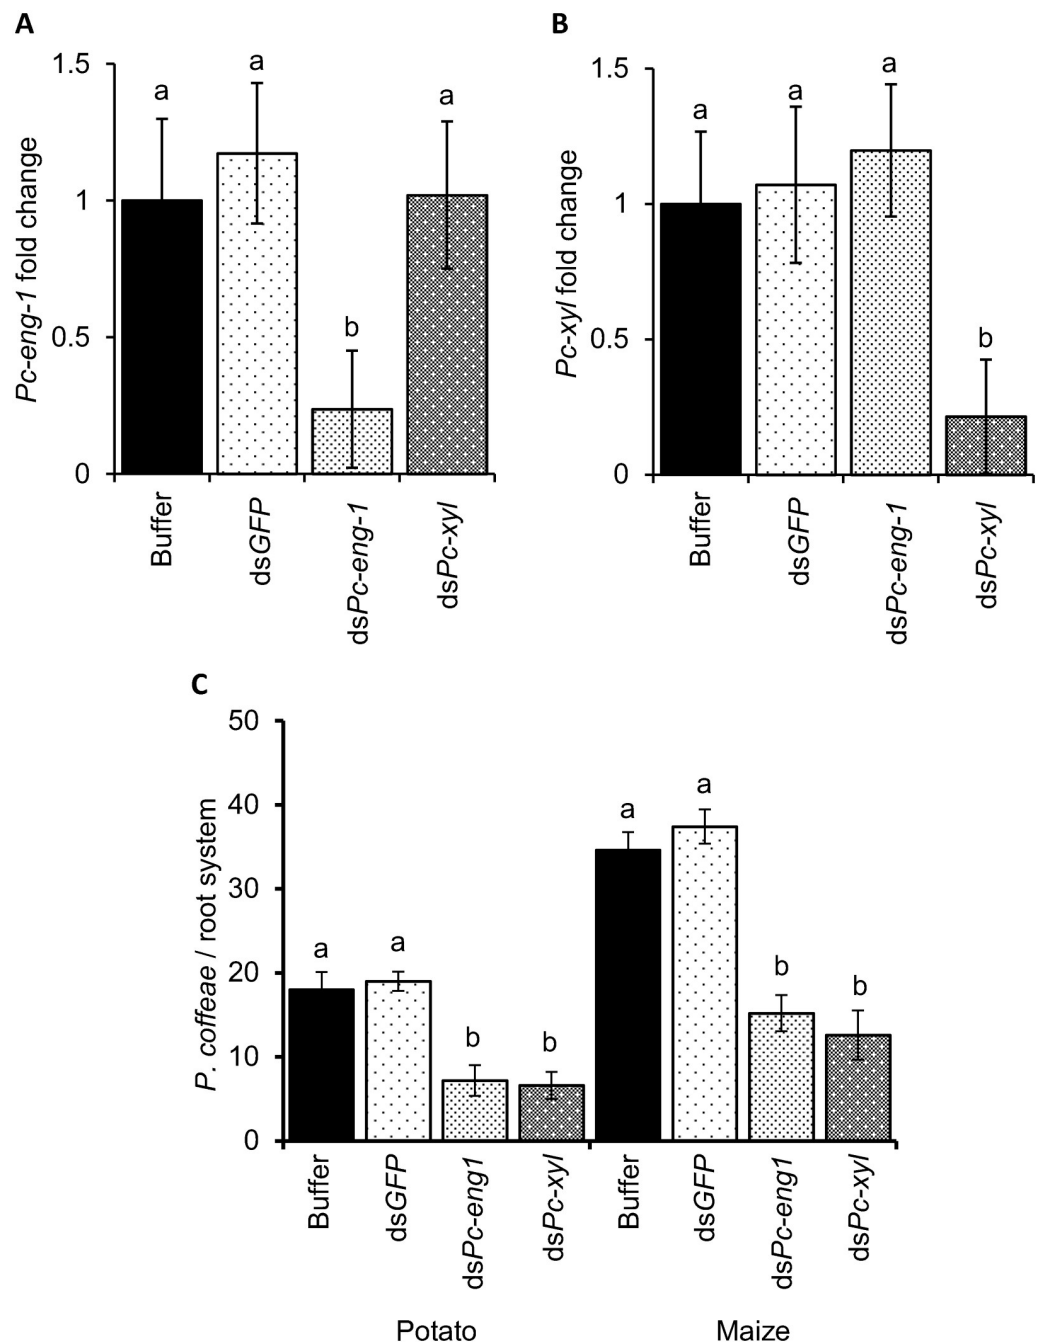 A
Pc-eng-1 fold change
1.5
1
0.5
0
a
a
b
a
Buffer
dsGFP
dsPc-eng-1
dsPc-xyl
B
Pc-xyl fold change
1.5
1
0.5
0
a
a
a
b
Buffer
dsGFP
dsPc-eng-1
dsPc-xyl
C
P. coffeae / root system
50
40
30
20
10
0
a
a
b
b
a
a
b
b
Buffer
dsGFP
dsPc-eng1
dsPc-xyl
Buffer
dsGFP
dsPc-eng1
dsPc-xyl
Potato
Maize